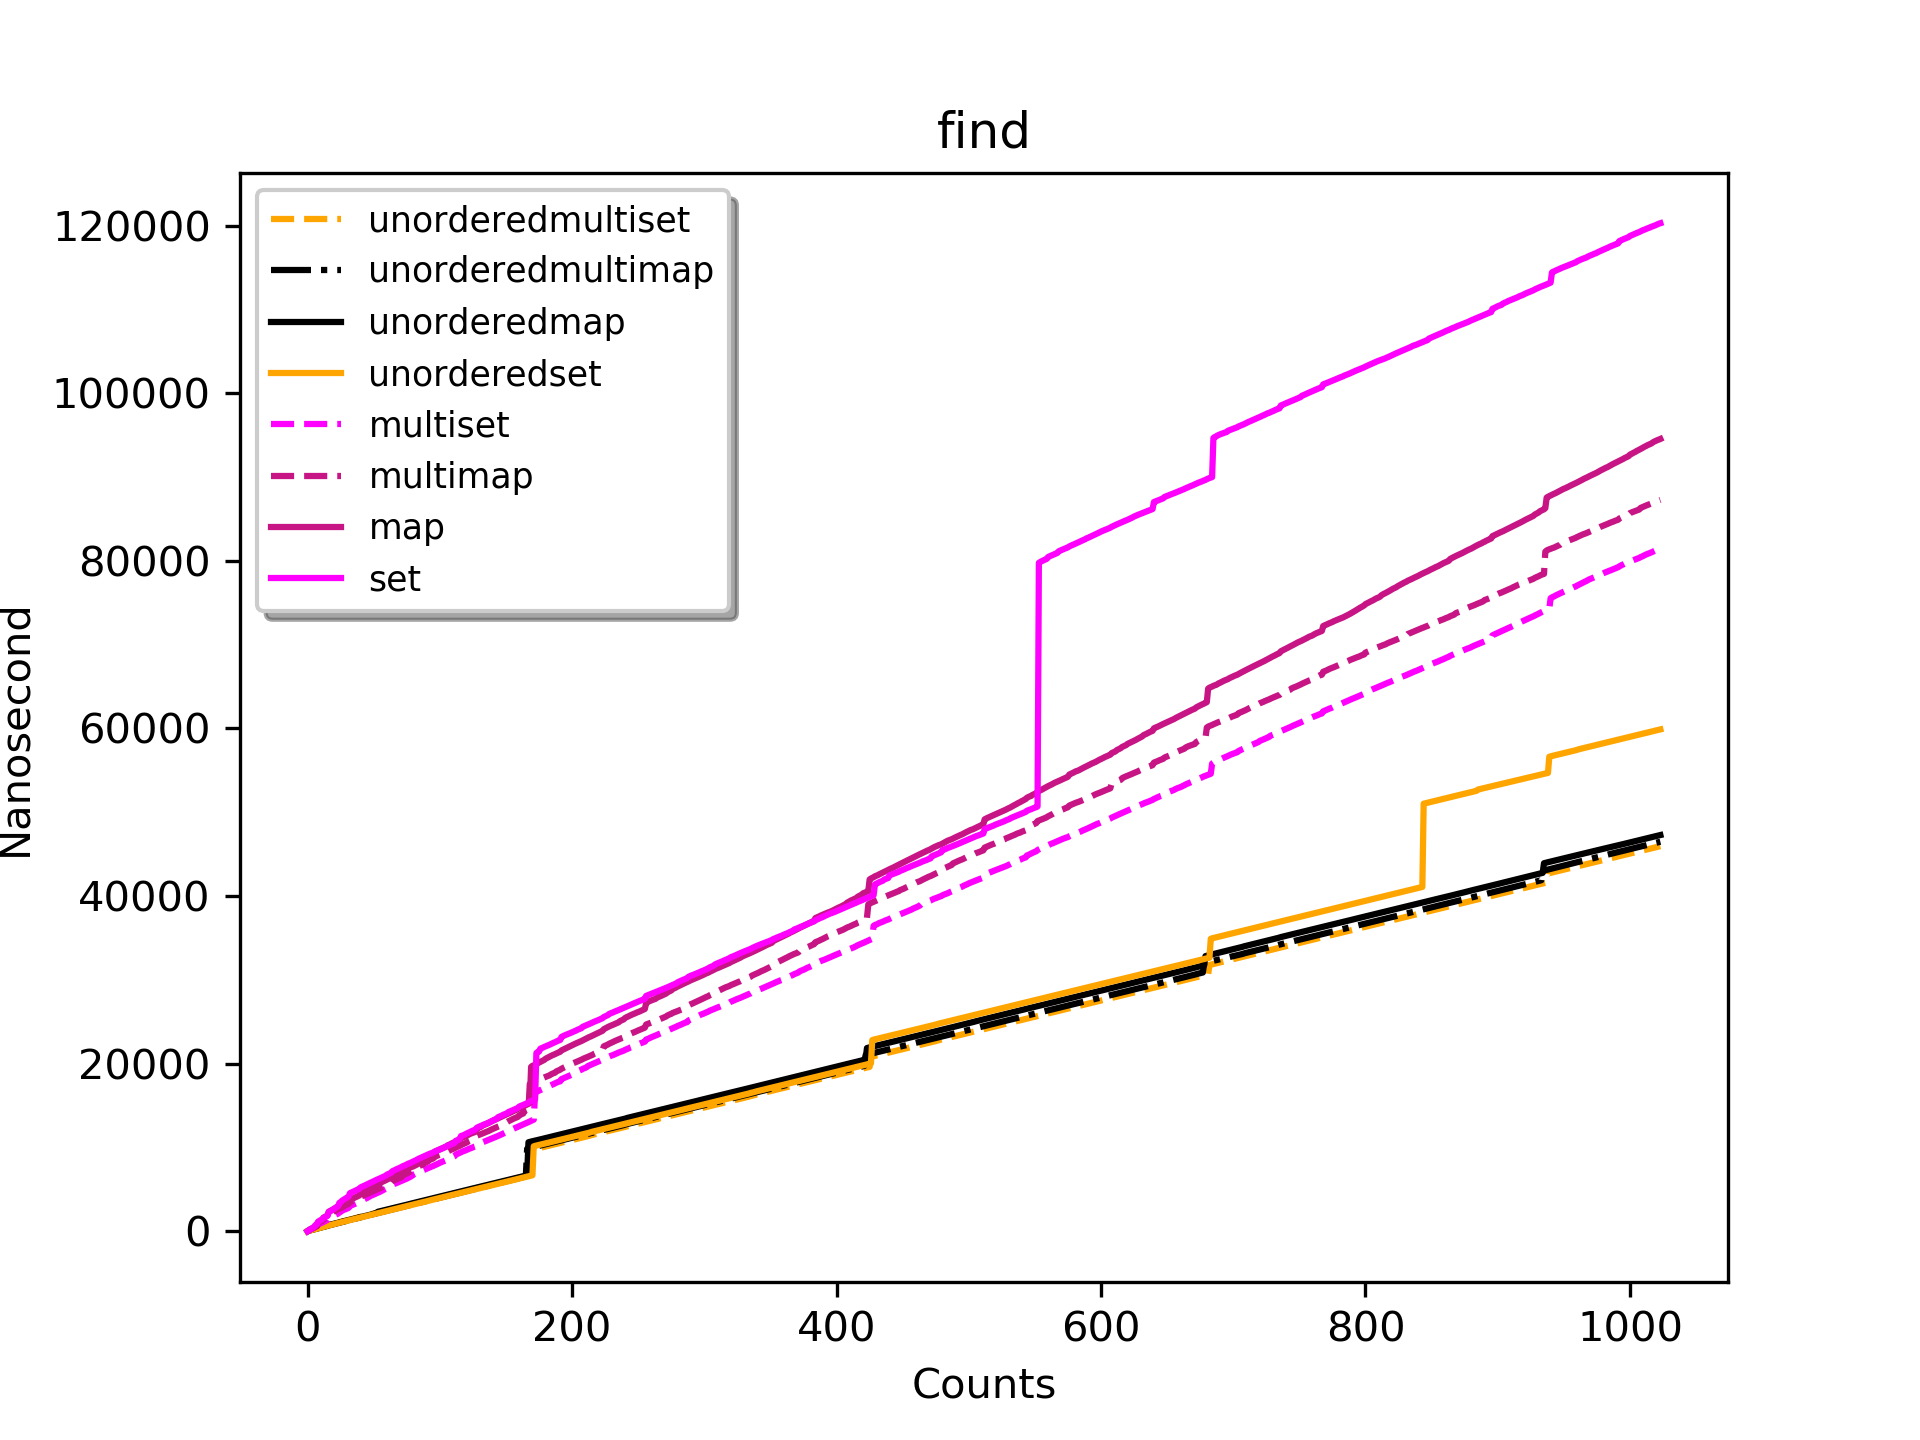 find
120000
100000
80000
60000
40000
20000
0
Nanosecond
unorderedmultiset
unorderedmultimap
unorderedmap
unorderedset
multiset
multimap
map
set
0 200 400 600 800 1000
Counts